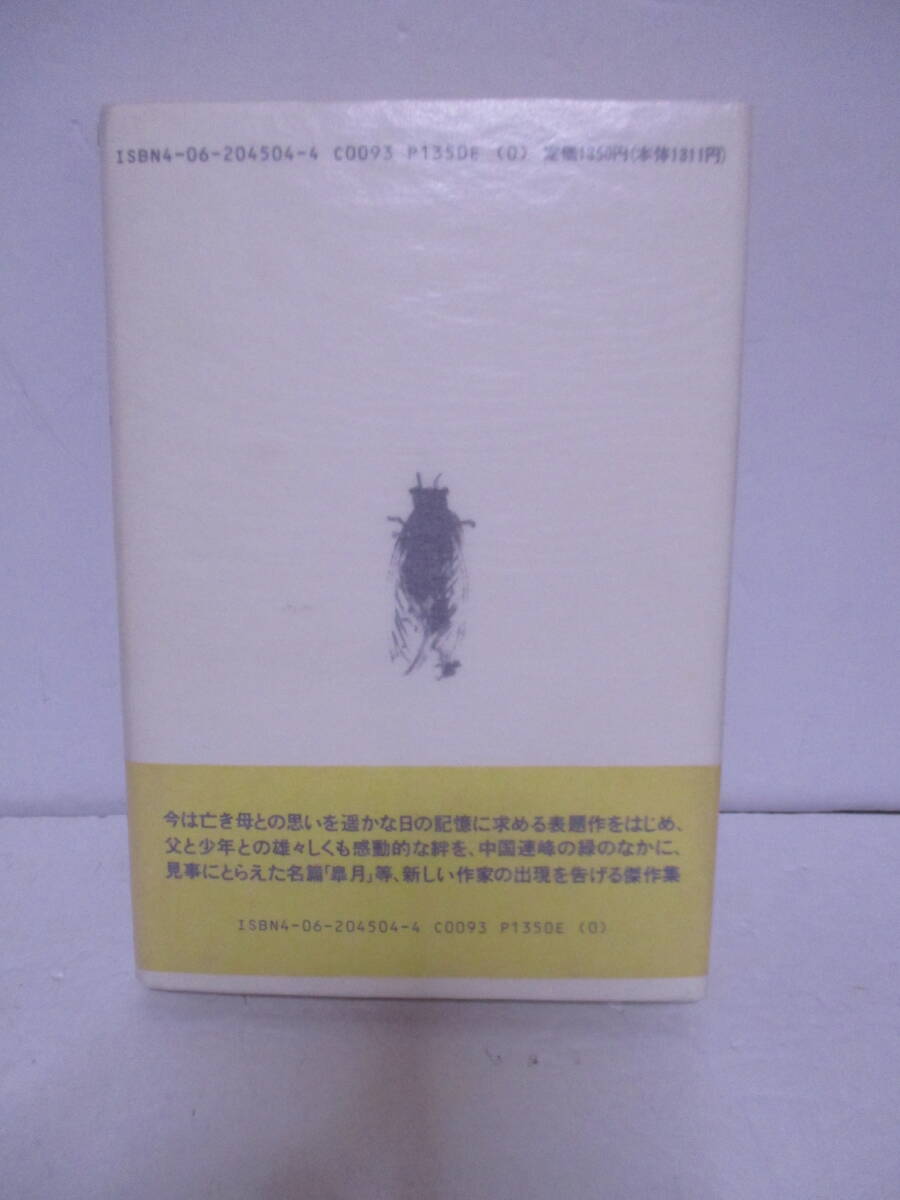 ISBN4-06-204504-4 C0093 P1350E (0) 定価1350円(本体1311円)
今は亡き母との思いを遥かな日の記憶に求める表題作をはじめ、
父と少年との雄々しくも感動的な絆を、中国連峰の緑のなかに、
見事にとらえた名篇「皐月」等、新しい作家の出現を告げる傑作集
ISBN4-06-204504-4 C0093 P1350E (0)